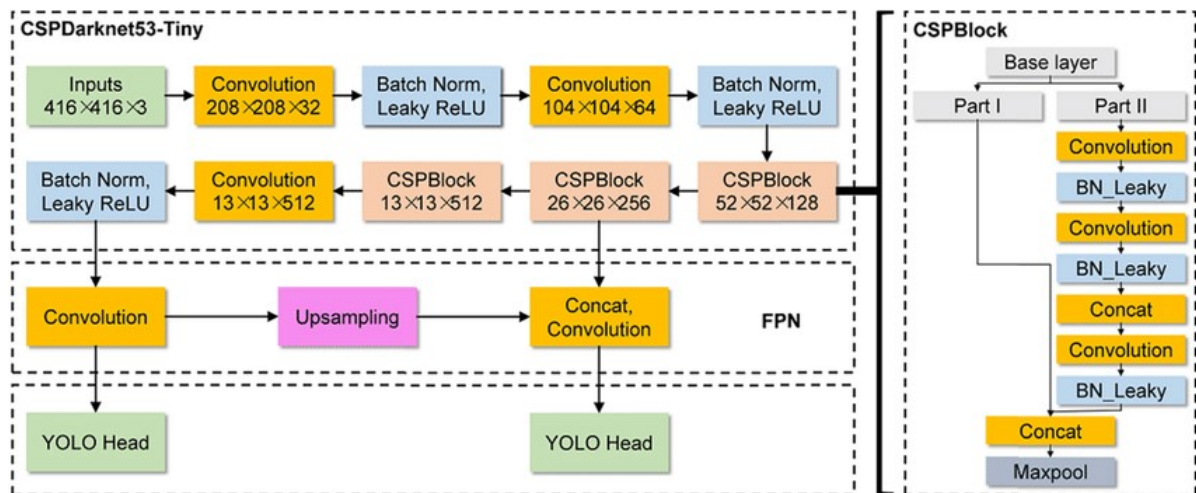 CSPDarknet53-Tiny
Inputs
416×416×3
Convolution
208×208×32
Batch Norm,
Leaky ReLU
Convolution
104×104×64
Batch Norm,
Leaky ReLU
Batch Norm,
Leaky ReLU
Convolution
13×13×512
CSPBlock
13×13×512
CSPBlock
26×26×256
CSPBlock
52×52×128
Convolution
Upsampling
Concat,
Convolution
FPN
YOLO Head
YOLO Head
CSPBlock
Base layer
Part I
Part II
Convolution
BN_Leaky
Convolution
BN_Leaky
Concat
Convolution
BN_Leaky
Concat
Maxpool